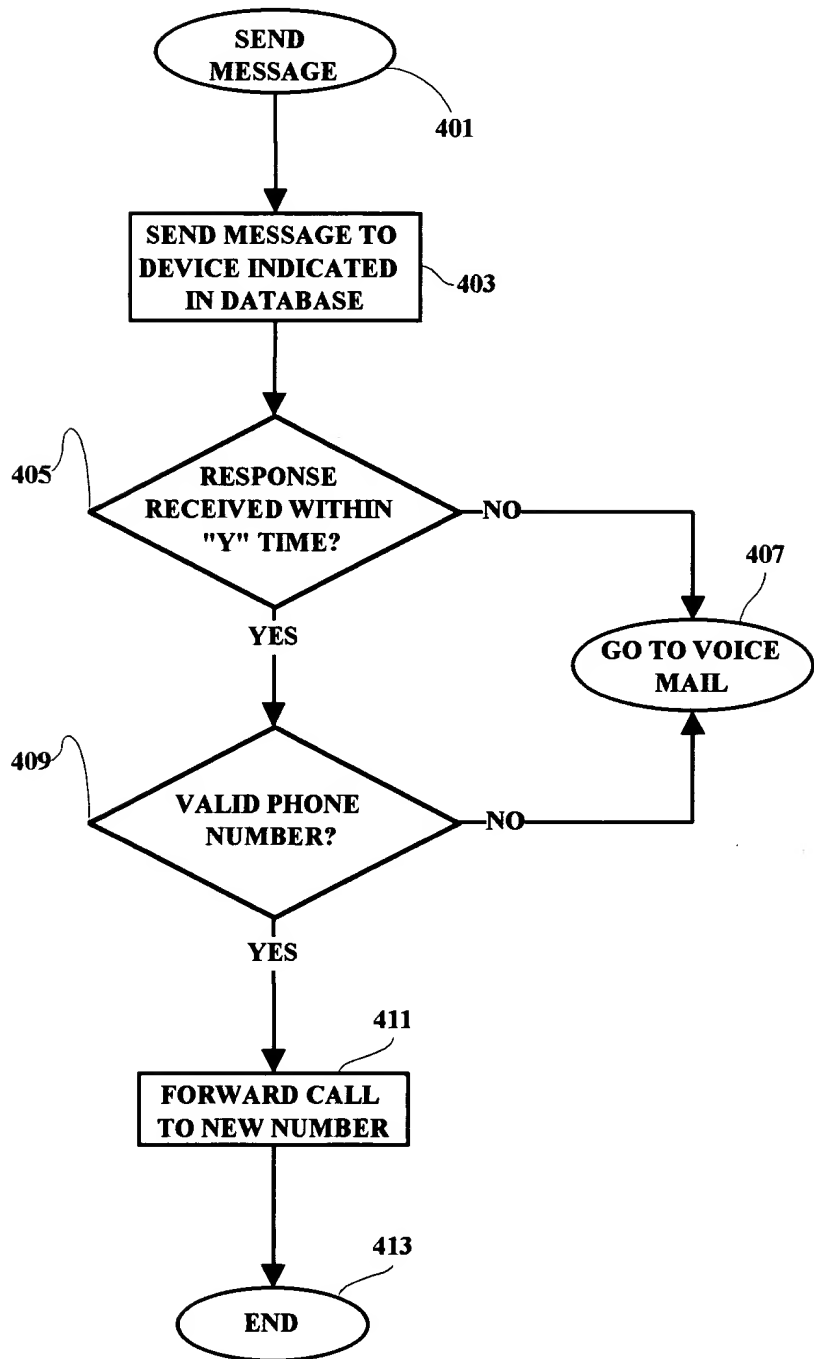 SEND
MESSAGE
401
SEND MESSAGE TO
DEVICE INDICATED
IN DATABASE
403
405
RESPONSE
RECEIVED WITHIN
"Y" TIME?
NO
407
YES
GO TO VOICE
MAIL
409
VALID PHONE
NUMBER?
NO
YES
411
FORWARD CALL
TO NEW NUMBER
413
END